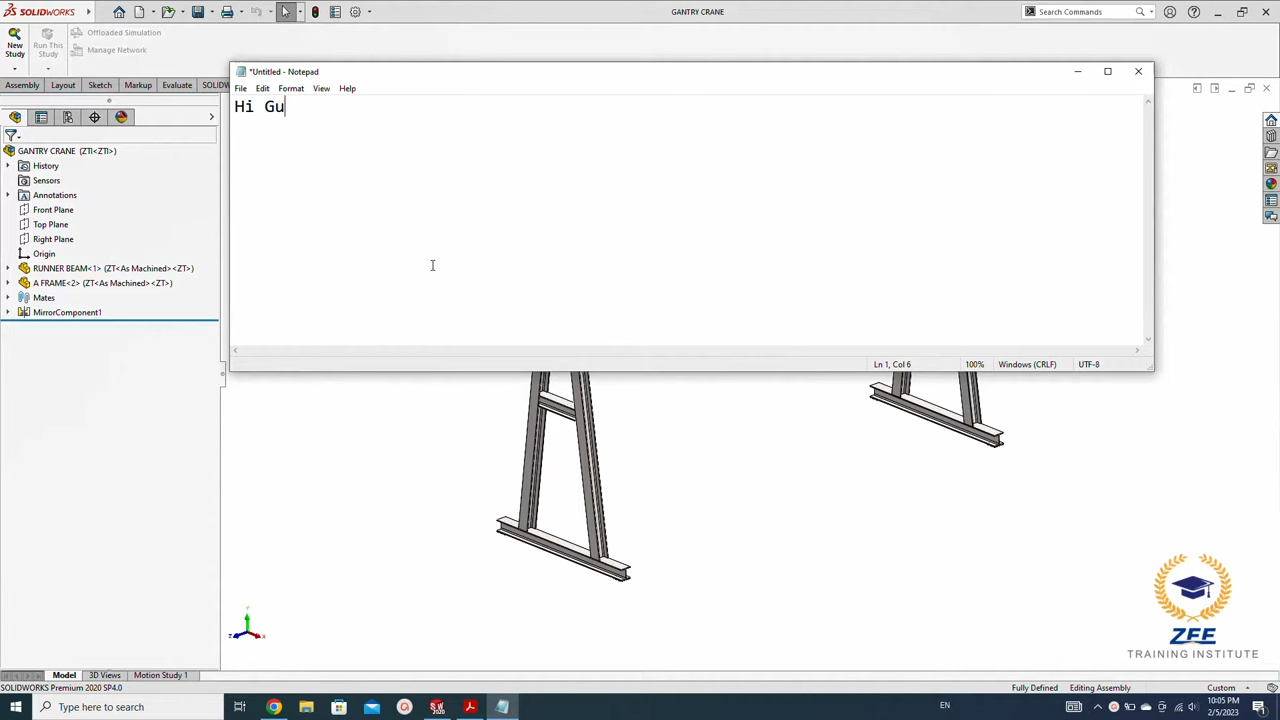 SOLIDWORKS
GANTRY CRANE
Search Commands
New
Study
Run This
Study
Offloaded Simulation
Manage Network
Assembly
Layout
Sketch
Markup
Evaluate
SOLIDWO
*Untitled - Notepad
File
Edit
Format
View
Help
Hi Gu
GANTRY CRANE (ZTI<ZTI>)
History
Sensors
Annotations
Front Plane
Top Plane
Right Plane
Origin
RUNNER BEAM<1> (ZT<As Machined><ZT>)
A FRAME<2> (ZT<As Machined><ZT>)
Mates
MirrorComponent1
Ln 1, Col 6
100%
Windows (CRLF)
UTF-8
ZFE
TRAINING INSTITUTE
Model
3D Views
Motion Study 1
SOLIDWORKS Premium 2020 SP4.0
Fully Defined
Editing Assembly
Custom
Type here to search
EN
10:05 PM
2/5/2023